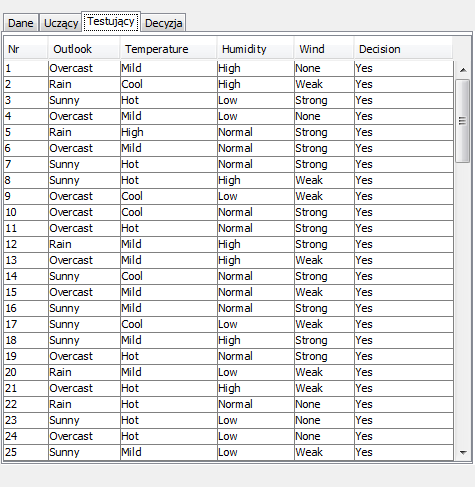 Dane Uczący Testujący Decyzja
Nr Outlook Temperature Humidity Wind Decision
1 Overcast Mild High None Yes
2 Rain Cool High Weak Yes
3 Sunny Hot Low Strong Yes
4 Overcast Mild Low None Yes
5 Rain High Normal Strong Yes
6 Overcast Mild Normal Strong Yes
7 Sunny Hot Normal Strong Yes
8 Sunny Hot High Weak Yes
9 Overcast Cool Low Weak Yes
10 Overcast Cool Normal Strong Yes
11 Overcast Hot Normal Strong Yes
12 Rain Mild High Strong Yes
13 Overcast Mild High Weak Yes
14 Sunny Cool Normal Strong Yes
15 Overcast Mild Normal Weak Yes
16 Sunny Mild Normal Strong Yes
17 Sunny Cool Low Weak Yes
18 Sunny Mild High Strong Yes
19 Overcast Hot Normal Strong Yes
20 Rain Mild Low Weak Yes
21 Overcast Hot High Weak Yes
22 Rain Hot Normal None Yes
23 Sunny Hot Low None Yes
24 Overcast Hot Low None Yes
25 Sunny Mild Low Weak Yes